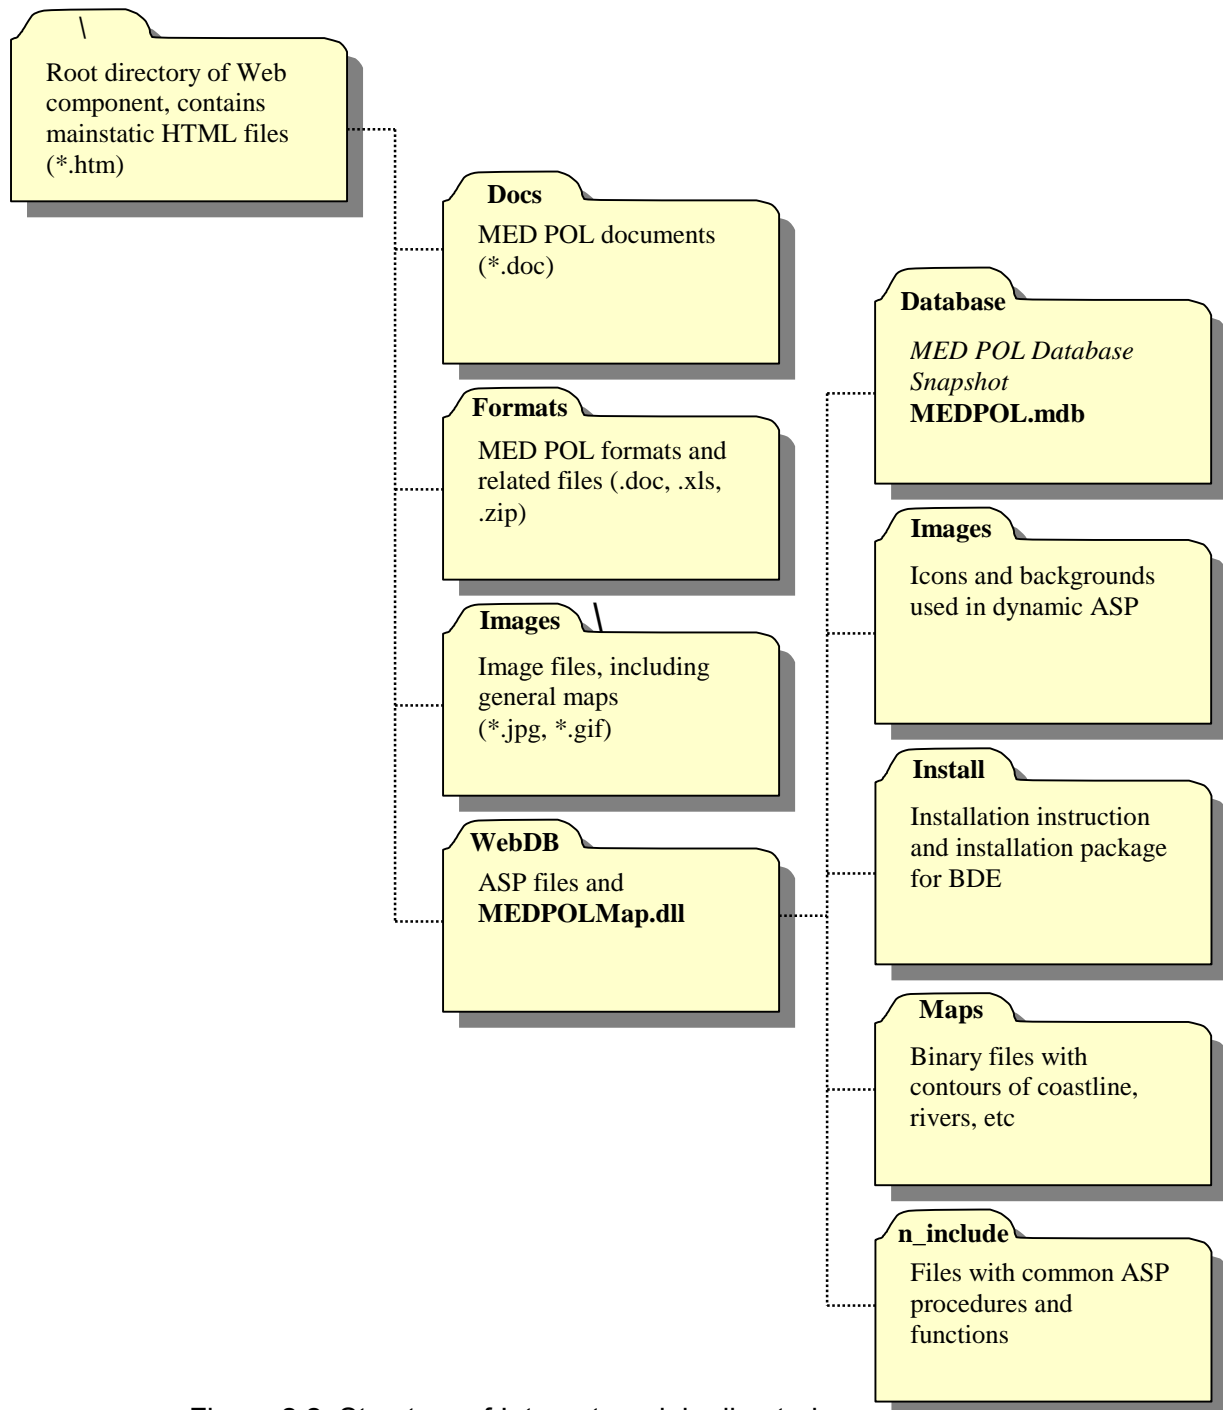 \
Root directory of Web
component, contains
mainstatic HTML files
(*.htm)
Docs
MED POL documents
(*.doc)
Formats
MED POL formats and
related files (.doc, .xls,
.zip)
Images \
Image files, including
general maps
(*.jpg, *.gif)
WebDB
ASP files and
MEDPOLMap.dll
Database
MED POL Database
Snapshot
MEDPOL.mdb
Images
Icons and backgrounds
used in dynamic ASP
Install
Installation instruction
and installation package
for BDE
Maps
Binary files with
contours of coastline,
rivers, etc
n_include
Files with common ASP
procedures and
functions